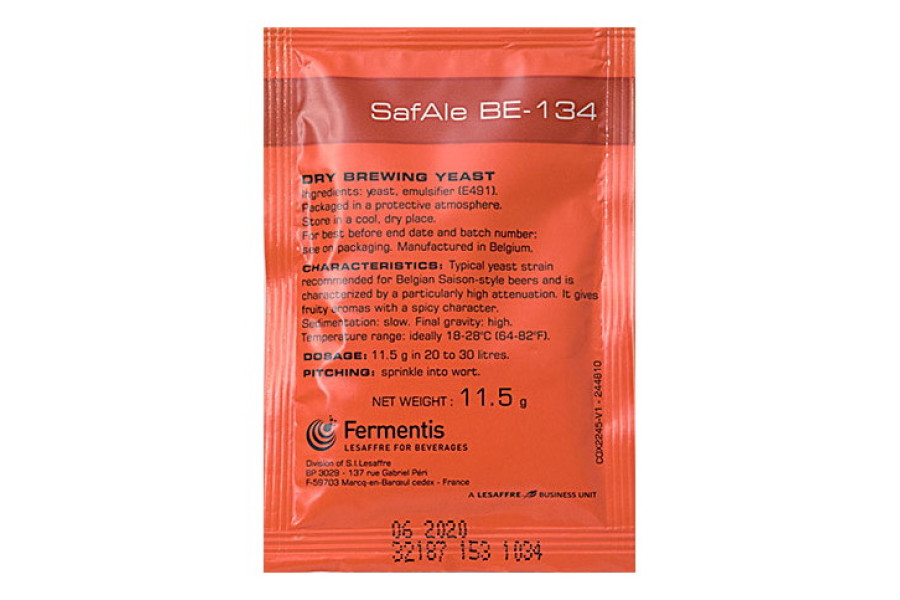 SafAle BE-134
DRY BREWING YEAST
Ingredients: yeast, emulsifier (E491).
Packaged in a protective atmosphere.
Store in a cool, dry place.
For best before end date and batch number:
see on packaging. Manufactured in Belgium.
CHARACTERISTICS: Typical yeast strain
recommended for Belgian Saison-style beers and is
characterized by a particularly high attenuation. It gives
fruity aromas with a spicy character.
Sedimentation: slow. Final gravity: high.
Temperature range: ideally 18-28°C (64-82°F).
DOSAGE: 11.5 g in 20 to 30 litres.
PITCHING: sprinkle into wort.
NET WEIGHT: 11.5 g
Fermentis
LESAFFRE FOR BEVERAGES
Division of S.I.Lesaffre
BP 3029 - 137 rue Gabriel Péri
F-59703 Marcq-en-Barœul cedex - France
A LESAFFRE BUSINESS UNIT
COX2245-V1 - 244810
06 2020
32187 153 1034